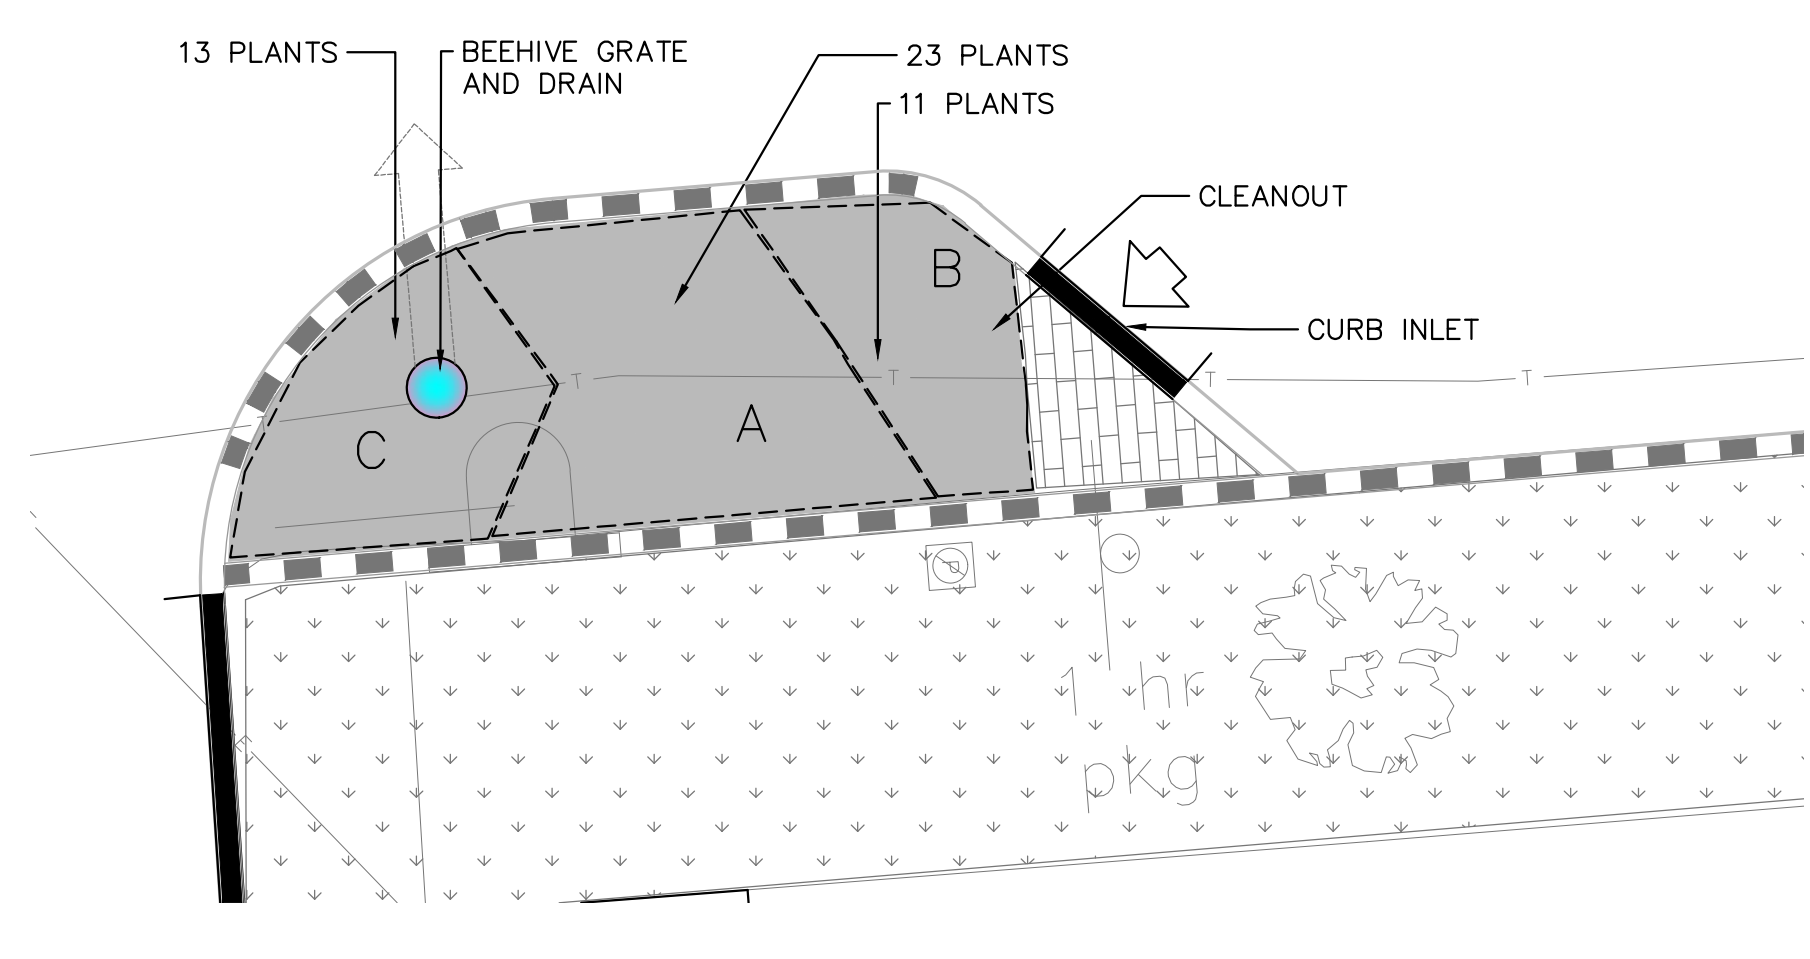 13 PLANTS
BEEHIVE GRATE
AND DRAIN
23 PLANTS
11 PLANTS
CLEANOUT
B
CURB INLET
T
T
T
T
A
C
1 hr
pkg